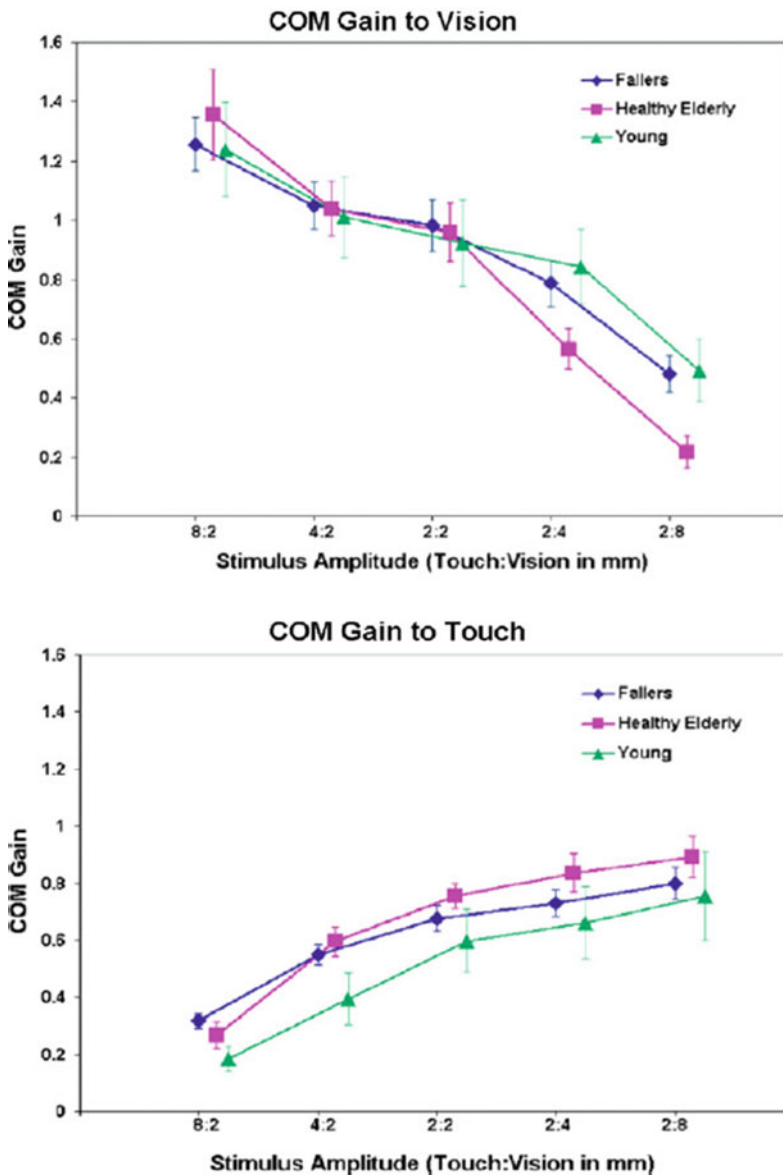 COM Gain to Vision
1.6
1.4
1.2
1
0.8
0.6
0.4
0.2
0
COM Gain
Fallers
Healthy Elderly
Young
8:2 4:2 2:2 2:4 2:8
Stimulus Amplitude (Touch:Vision in mm)
COM Gain to Touch
1.6
1.4
1.2
1
0.8
0.6
0.4
0.2
0
COM Gain
Fallers
Healthy Elderly
Young
8:2 4:2 2:2 2:4 2:8
Stimulus Amplitude (Touch:Vision in mm)